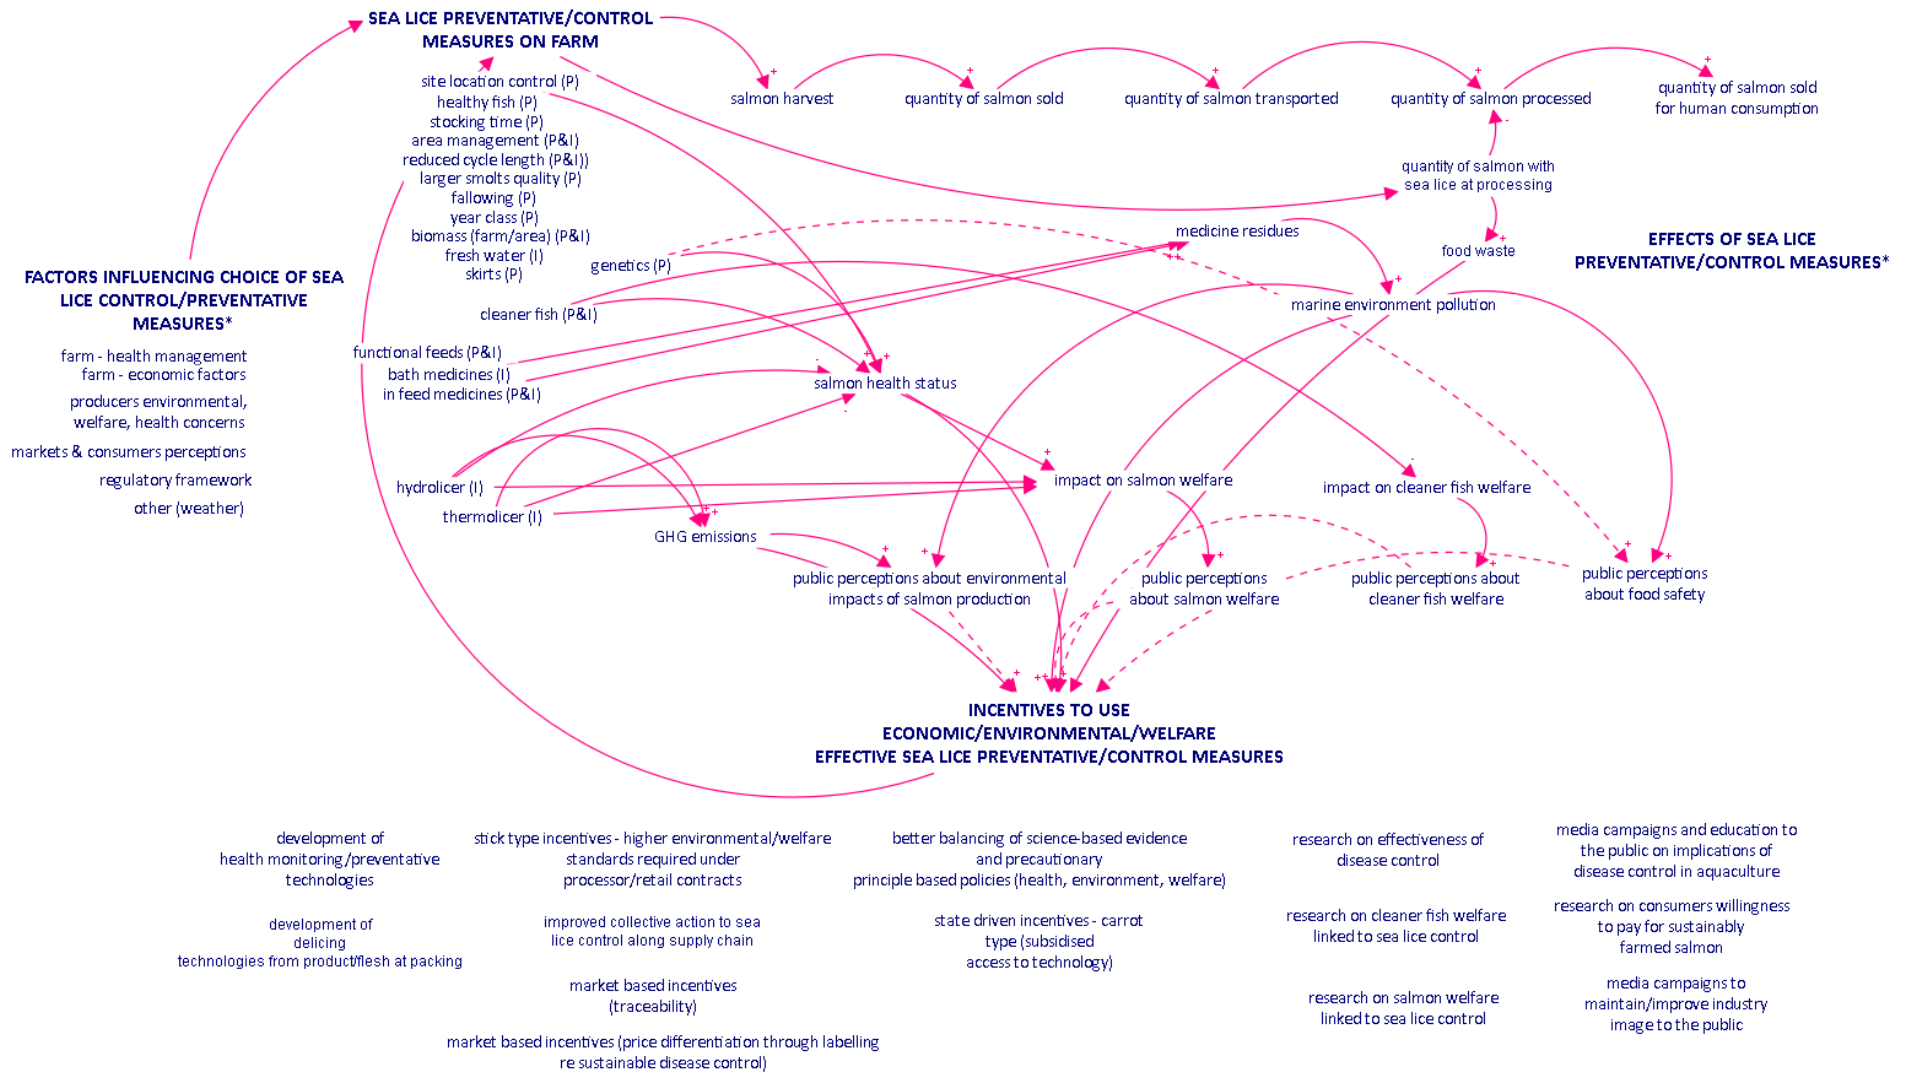 SEA LICE PREVENTATIVE/CONTROL
MEASURES ON FARM
site location control (P)
healthy fish (P)
stocking time (P)
area management (P&I)
reduced cycle length (P&I))
larger smolts quality (P)
fallowing (P)
year class (P)
biomass (farm/area) (P&I)
fresh water (I)
skirts (P)
genetics (P)
cleaner fish (P&I)
functional feeds (P&I)
bath medicines (I)
in feed medicines (P&I)
hydrolicer (I)
thermolicer (I)
FACTORS INFLUENCING CHOICE OF SEA
LICE CONTROL/PREVENTATIVE
MEASURES*
farm - health management
farm - economic factors
producers environmental,
welfare, health concerns
markets & consumers perceptions
regulatory framework
other (weather)
salmon harvest
quantity of salmon sold
quantity of salmon transported
quantity of salmon processed
quantity of salmon sold
for human consumption
quantity of salmon with
sea lice at processing
food waste
medicine residues
marine environment pollution
EFFECTS OF SEA LICE
PREVENTATIVE/CONTROL MEASURES*
salmon health status
impact on salmon welfare
impact on cleaner fish welfare
GHG emissions
public perceptions about environmental
impacts of salmon production
public perceptions
about salmon welfare
public perceptions about
cleaner fish welfare
public perceptions
about food safety
INCENTIVES TO USE
ECONOMIC/ENVIRONMENTAL/WELFARE
EFFECTIVE SEA LICE PREVENTATIVE/CONTROL MEASURES
development of
health monitoring/preventative
technologies
development of
delicing
technologies from product/flesh at packing
stick type incentives - higher environmental/welfare
standards required under
processor/retail contracts
improved collective action to sea
lice control along supply chain
market based incentives
(traceability)
market based incentives (price differentiation through labelling
re sustainable disease control)
better balancing of science-based evidence
and precautionary
principle based policies (health, environment, welfare)
state driven incentives - carrot
type (subsidised
access to technology)
research on effectiveness of
disease control
research on cleaner fish welfare
linked to sea lice control
research on salmon welfare
linked to sea lice control
media campaigns and education to
the public on implications of
disease control in aquaculture
research on consumers willingness
to pay for sustainably
farmed salmon
media campaigns to
maintain/improve industry
image to the public